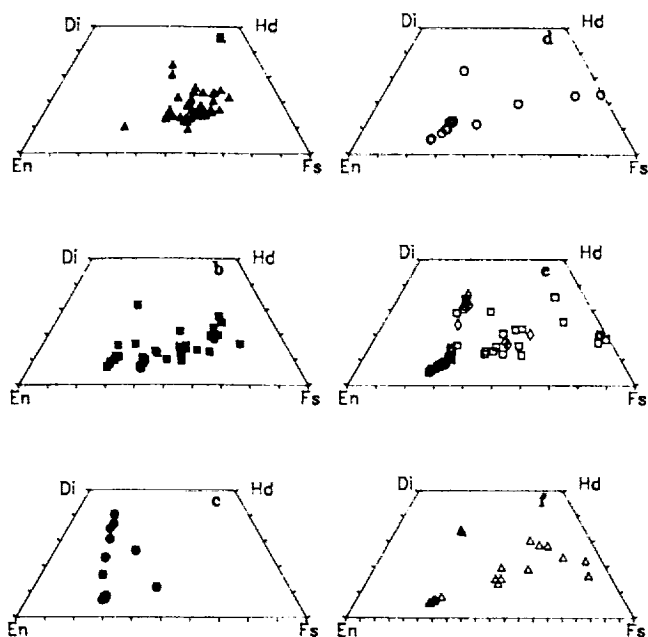 Di Hd
En Fs
Di d Hd
En Fs
Di b Hd
En Fs
Di e Hd
En Fs
Di c Hd
En Fs
Di f Hd
En Fs